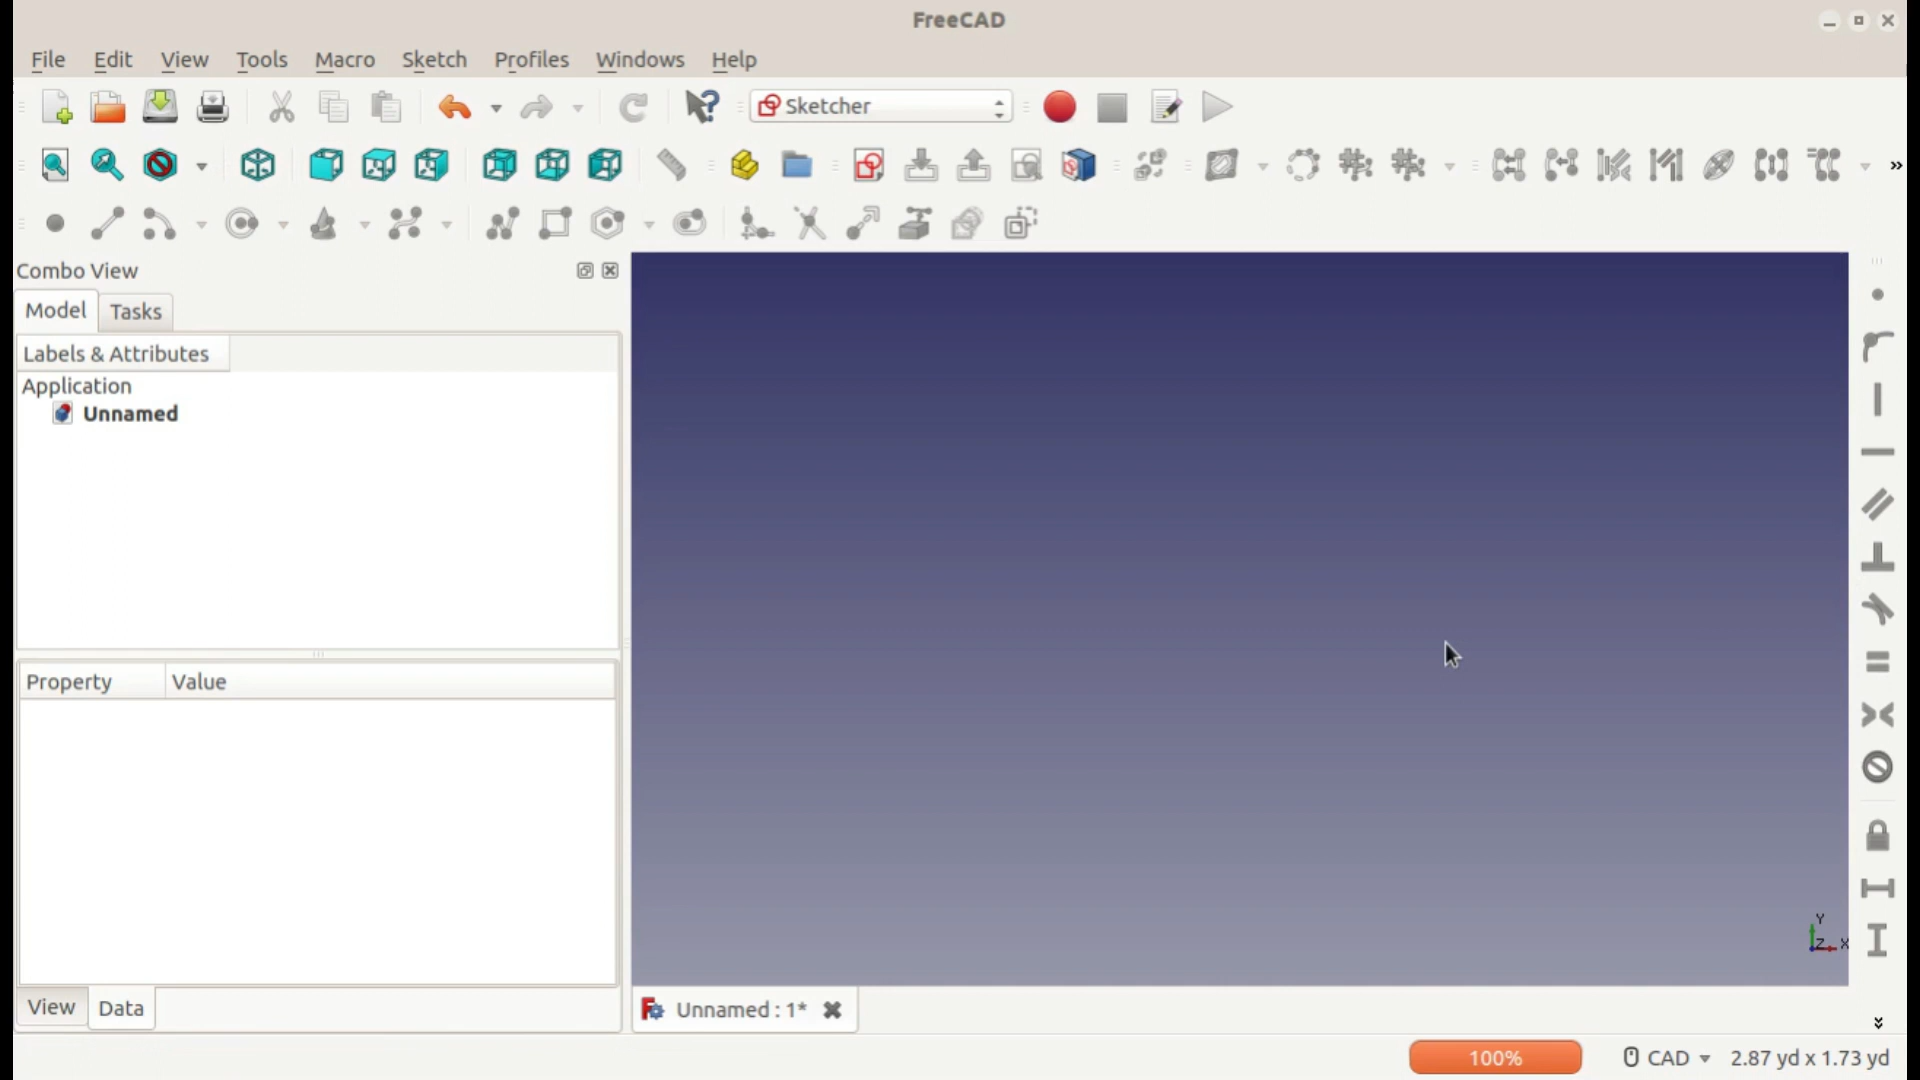 FreeCAD
File Edit View Tools Macro Sketch Profiles Windows Help
Sketcher
Combo View
Model Tasks
Labels & Attributes
Application
Unnamed
Property Value
Y
Z X
View Data
Unnamed : 1*
100% CAD 2.87 yd x 1.73 yd